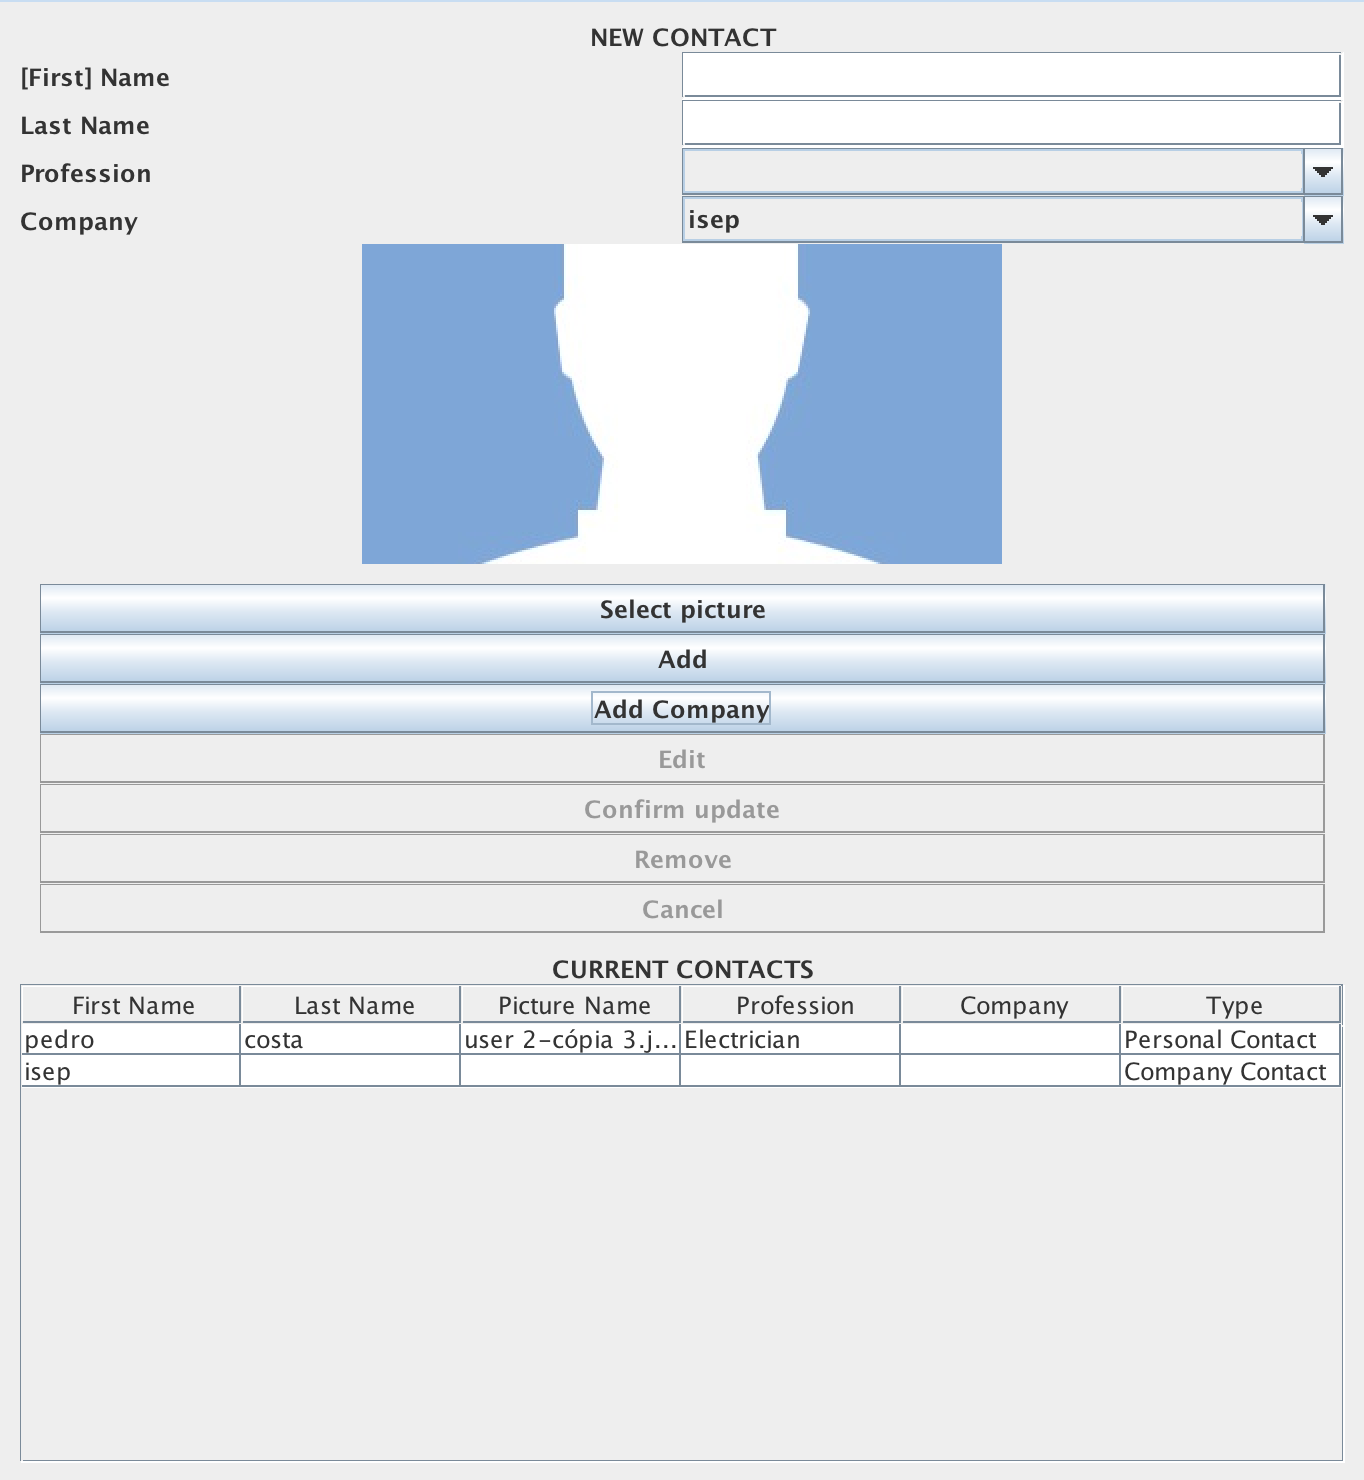 NEW CONTACT
[First] Name
Last Name
Profession
Company isep
Select picture
Add
Add Company
Edit
Confirm update
Remove
Cancel
CURRENT CONTACTS
First Name Last Name Picture Name Profession Company Type
pedro costa user 2-cópia 3.j... Electrician Personal Contact
isep Company Contact